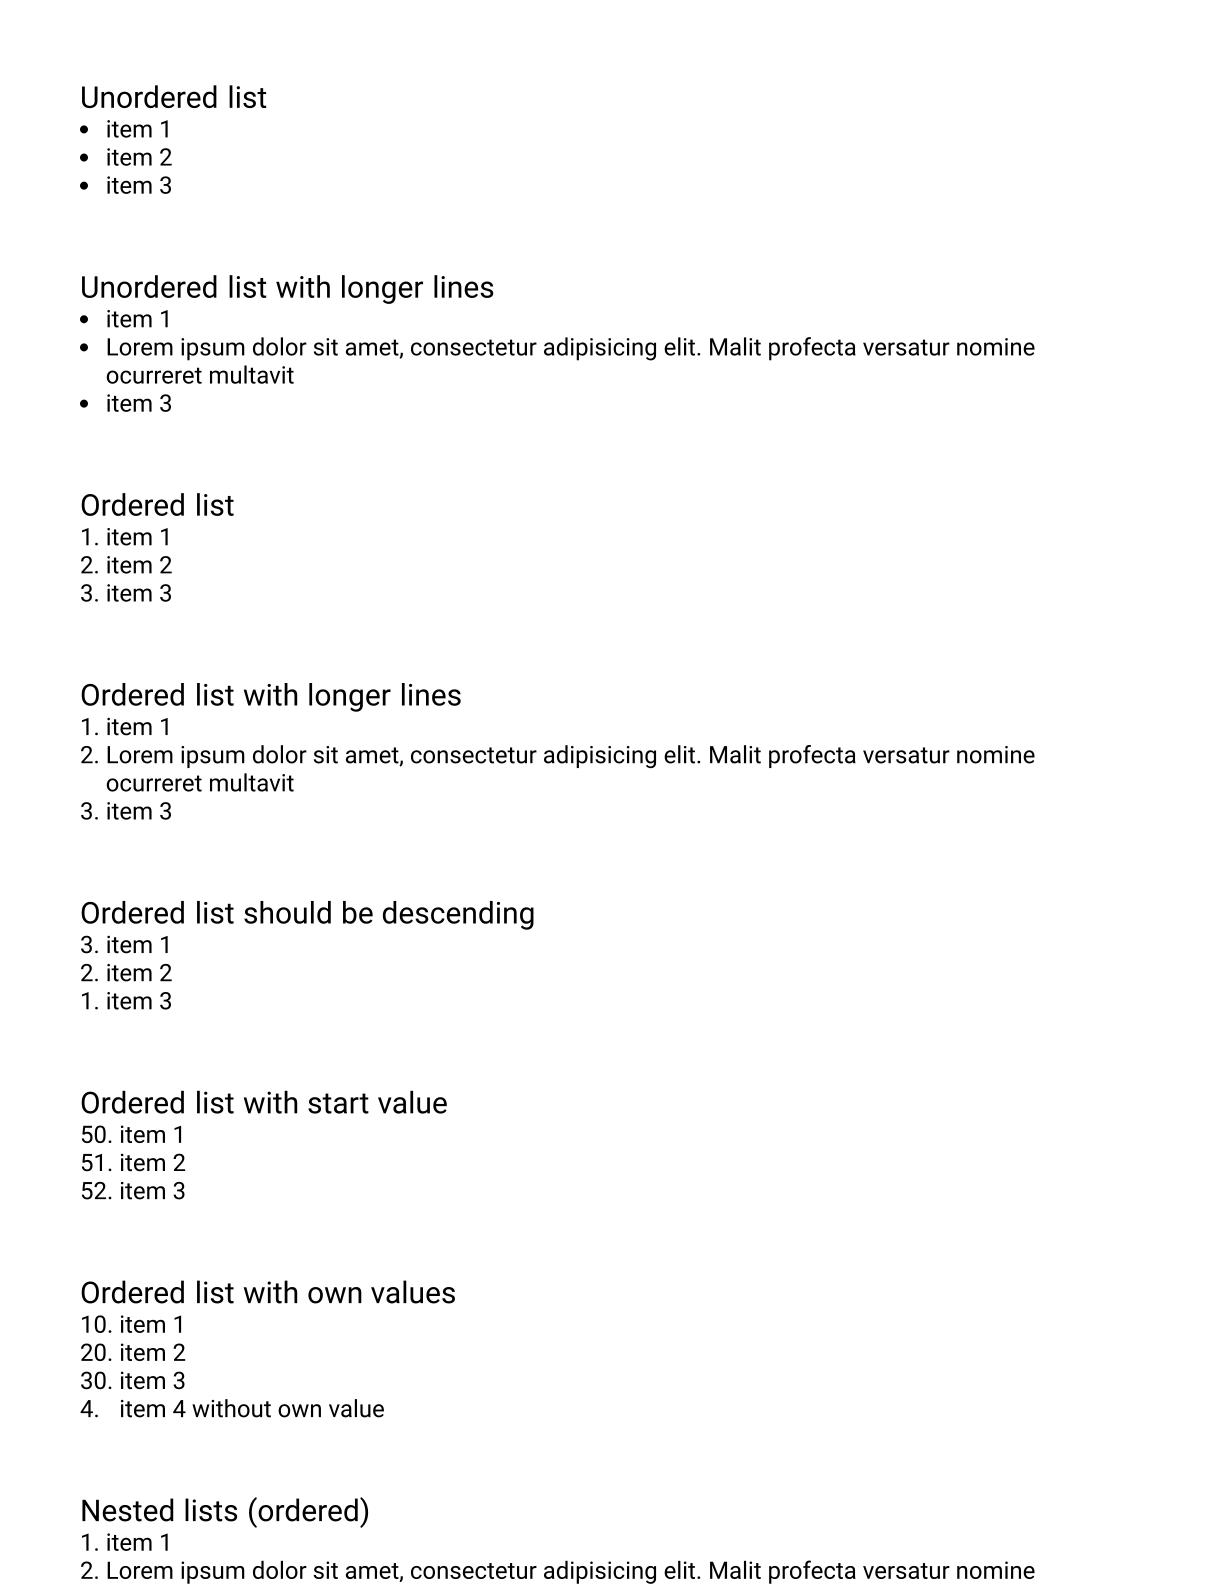 Unordered list
• item 1
• item 2
• item 3
Unordered list with longer lines
• item 1
• Lorem ipsum dolor sit amet, consectetur adipisicing elit. Malit profecta versatur nomine
ocurreret multavit
• item 3
Ordered list
1. item 1
2. item 2
3. item 3
Ordered list with longer lines
1. item 1
2. Lorem ipsum dolor sit amet, consectetur adipisicing elit. Malit profecta versatur nomine
ocurreret multavit
3. item 3
Ordered list should be descending
3. item 1
2. item 2
1. item 3
Ordered list with start value
50. item 1
51. item 2
52. item 3
Ordered list with own values
10. item 1
20. item 2
30. item 3
4. item 4 without own value
Nested lists (ordered)
1. item 1
2. Lorem ipsum dolor sit amet, consectetur adipisicing elit. Malit profecta versatur nomine